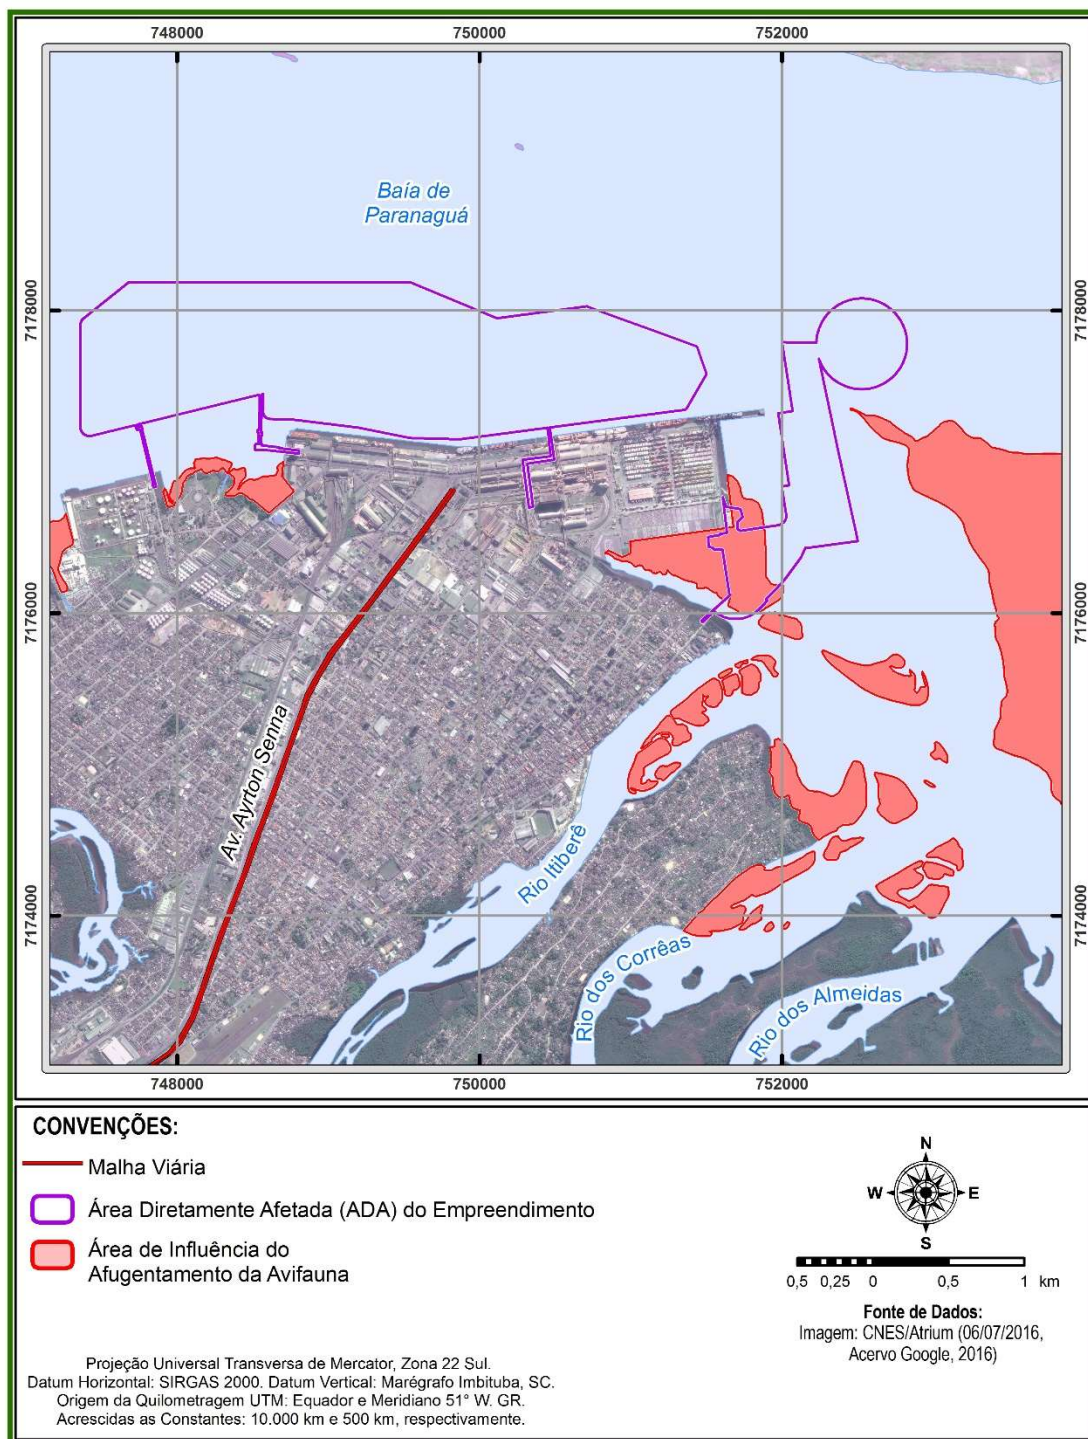 748000 750000 752000
Baía de
Paranaguá
7178000 7178000
7176000 7176000
Av. Ayrton Senna
Rio Itiberê
7174000 7174000
Rio dos Corrêas
Rio dos Almeidas
748000 750000 752000
CONVENÇÕES:
Malha Viária
Área Diretamente Afetada (ADA) do Empreendimento
Área de Influência do
Afugentamento da Avifauna
N
W E
S
0,5 0,25 0 0,5 1 km
Fonte de Dados:
Imagem: CNES/Atrium (06/07/2016,
Acervo Google, 2016)
Projeção Universal Transversa de Mercator, Zona 22 Sul.
Datum Horizontal: SIRGAS 2000. Datum Vertical: Marégrafo Imbituba, SC.
Origem da Quilometragem UTM: Equador e Meridiano 51° W. GR.
Acrescidas as Constantes: 10.000 km e 500 km, respectivamente.